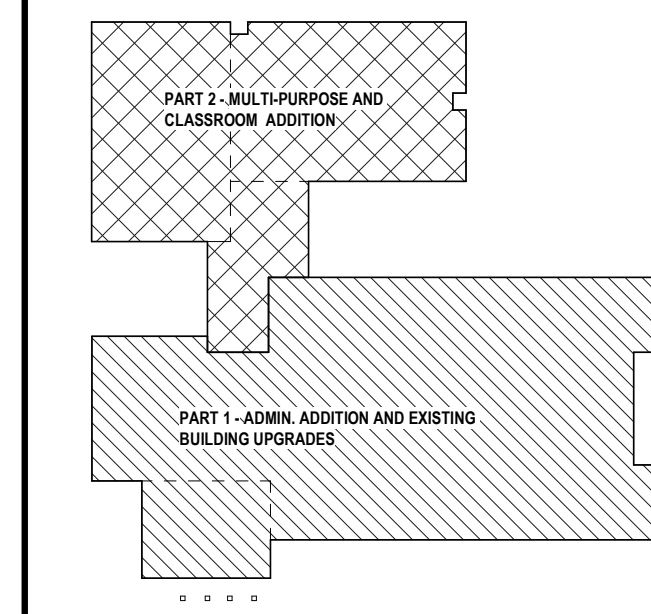 PART 2 - MULTI-PURPOSE AND
CLASSROOM ADDITION
PART 1 - ADMIN. ADDITION AND EXISTING
BUILDING UPGRADES